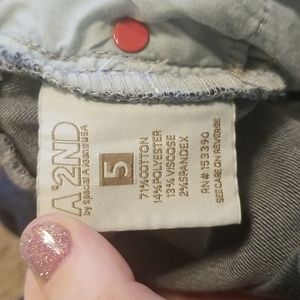 A'2ND
by Special A Jeans USA
5
71%COTTON
14%POLYESTER
13% VISCOSE
2%SPANDEX
RN#:153390
SEE CARE ON REVERSE